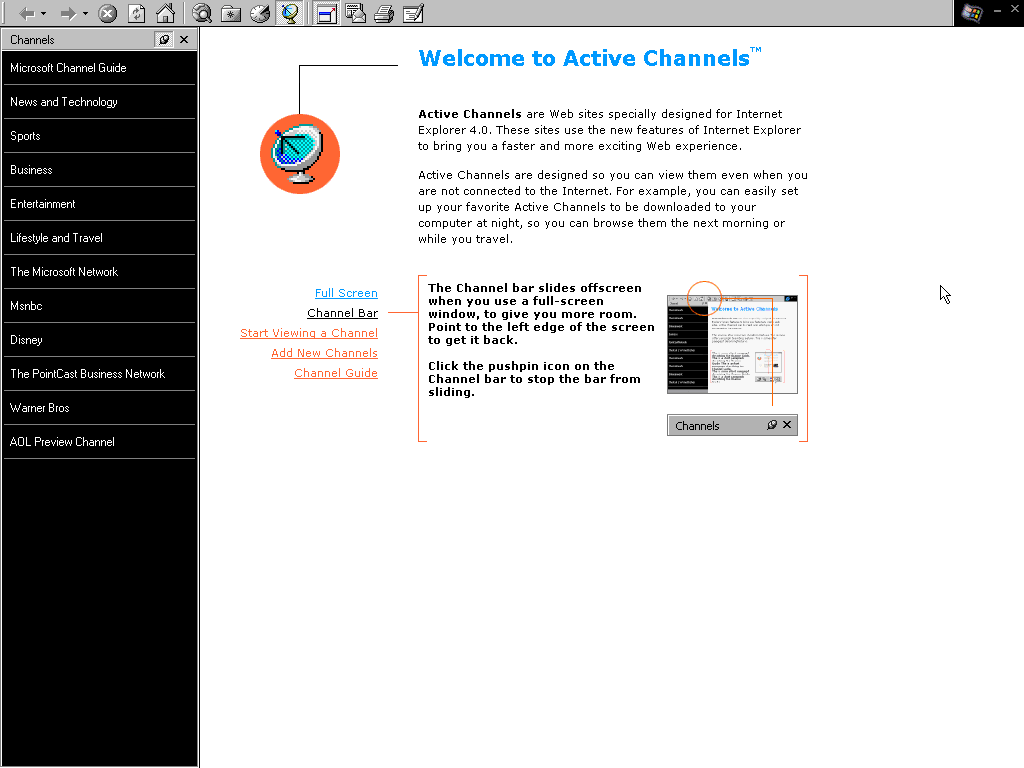 Channels
Microsoft Channel Guide
News and Technology
Sports
Business
Entertainment
Lifestyle and Travel
The Microsoft Network
Msnbc
Disney
The PointCast Business Network
Warner Bros
AOL Preview Channel
Welcome to Active Channels™
Active Channels are Web sites specially designed for Internet
Explorer 4.0. These sites use the new features of Internet Explorer
to bring you a faster and more exciting Web experience.
Active Channels are designed so you can view them even when you
are not connected to the Internet. For example, you can easily set
up your favorite Active Channels to be downloaded to your
computer at night, so you can browse them the next morning or
while you travel.
Full Screen
Channel Bar
Start Viewing a Channel
Add New Channels
Channel Guide
The Channel bar slides offscreen
when you use a full-screen
window, to give you more room.
Point to the left edge of the screen
to get it back.
Click the pushpin icon on the
Channel bar to stop the bar from
sliding.
Welcome to Active Channels
Channels